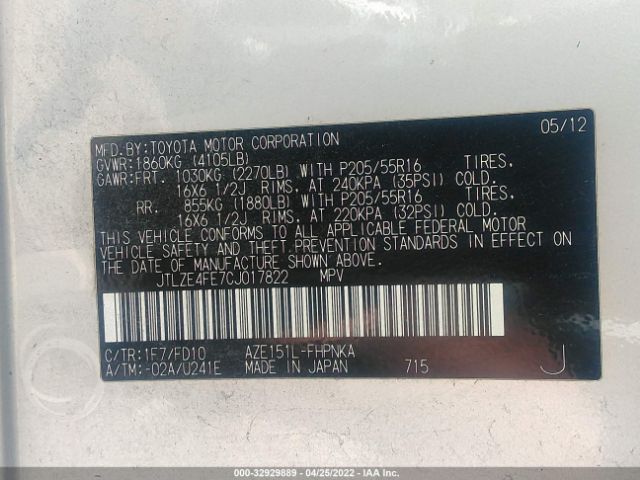 05/12
MFD.BY:TOYOTA MOTOR CORPORATION
GVWR:1860KG (4105LB)
GAWR:FRT. 1030KG (2270LB) WITH P205/55R16 TIRES,
16X6 1/2J RIMS, AT 240KPA (35PSI) COLD.
RR. 855KG (1880LB) WITH P205/55R16 TIRES,
16X6 1/2J RIMS, AT 220KPA (32PSI) COLD.
THIS VEHICLE CONFORMS TO ALL APPLICABLE FEDERAL MOTOR
VEHICLE SAFETY AND THEFT PREVENTION STANDARDS IN EFFECT ON
THE DATE OF MANUFACTURE SHOWN ABOVE.
JTLZE4FE7CJ017822 MPV
C/TR:1F7/FD10 AZE151L-FHPNKA
A/TM:-02A/U241E MADE IN JAPAN 715 J
000-32929889 - 04/25/2022 - IAAI.COM